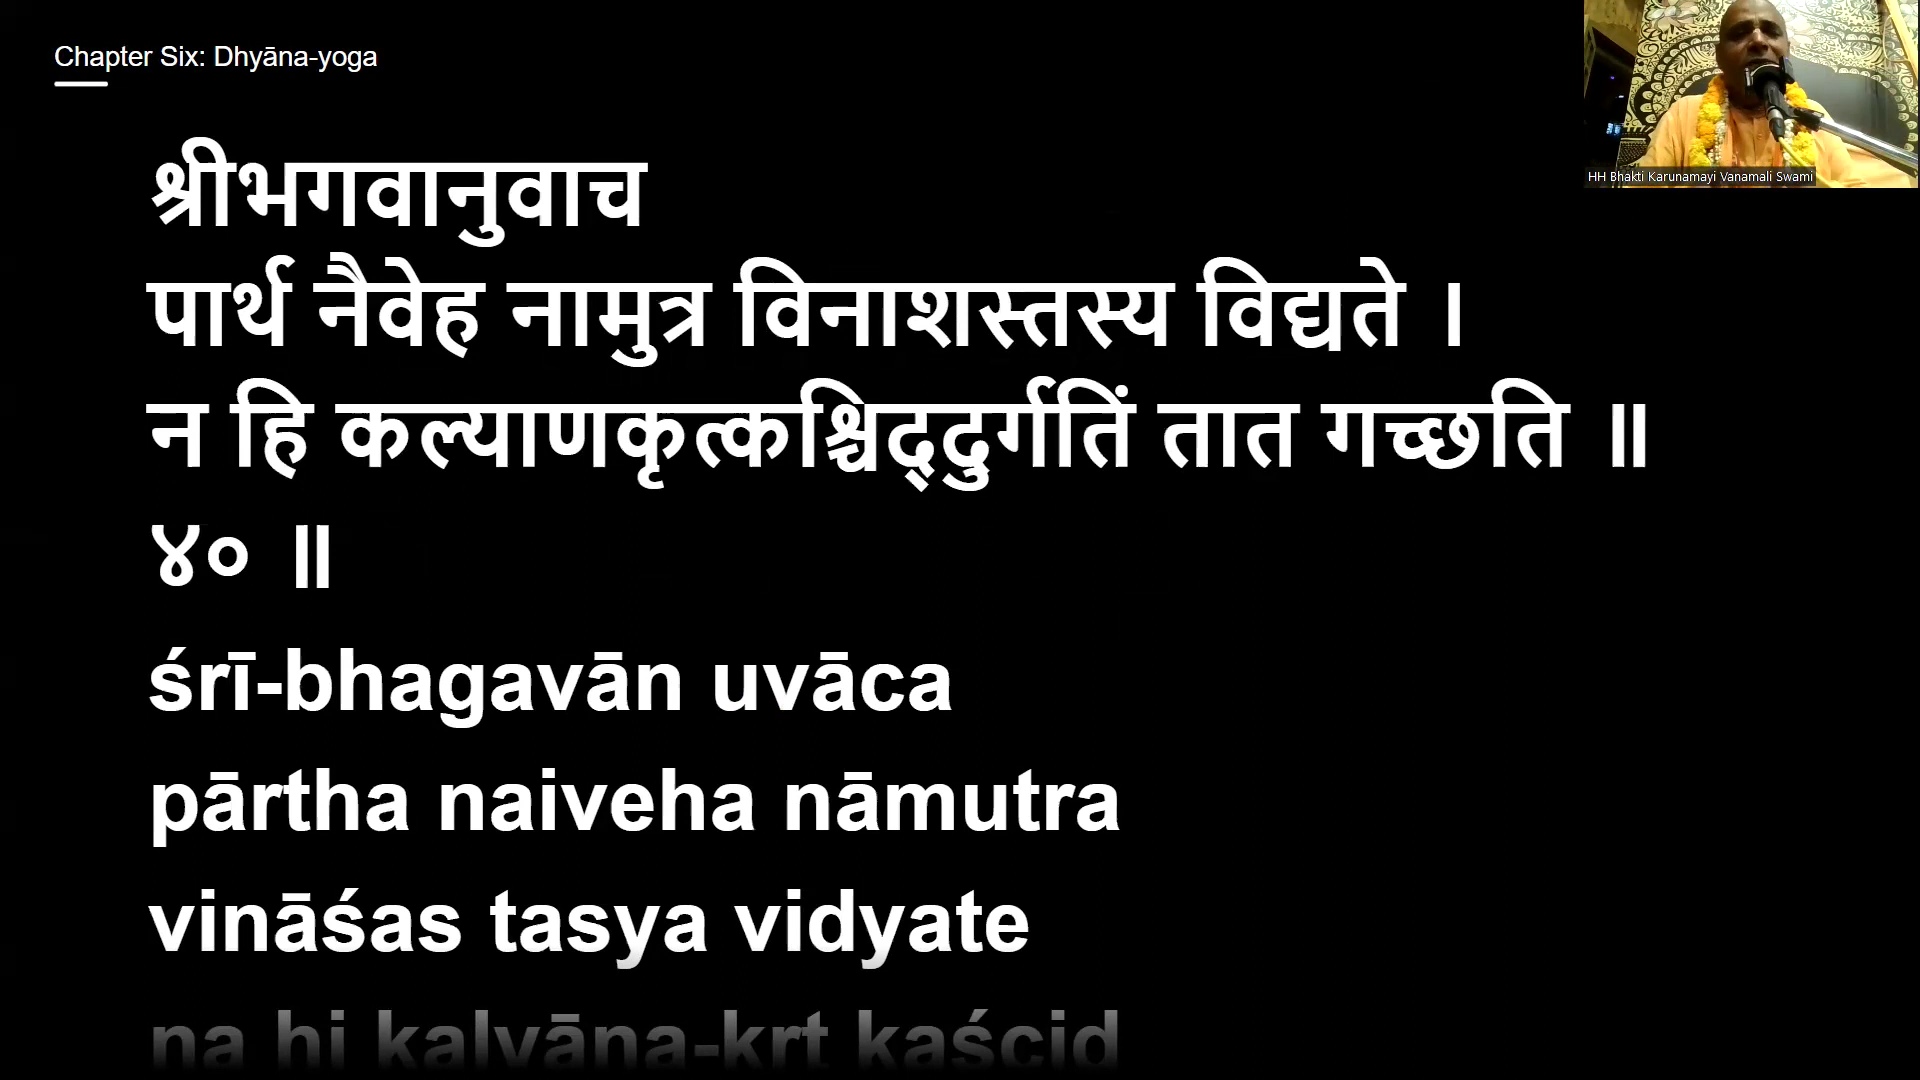 Chapter Six: Dhyāna-yoga
HH Bhakti Karunamayi Vanamali Swami
श्रीभगवानुवाच
पार्थ नैवेह नामुत्र विनाशस्तस्य विद्यते ।
न हि कल्याणकृत्कश्चिद्‍दुर्गतिं तात गच्छति ॥
४० ॥
śrī-bhagavān uvāca
pārtha naiveha nāmutra
vināśas tasya vidyate
na hi kalyāṇa-kṛt kaścid